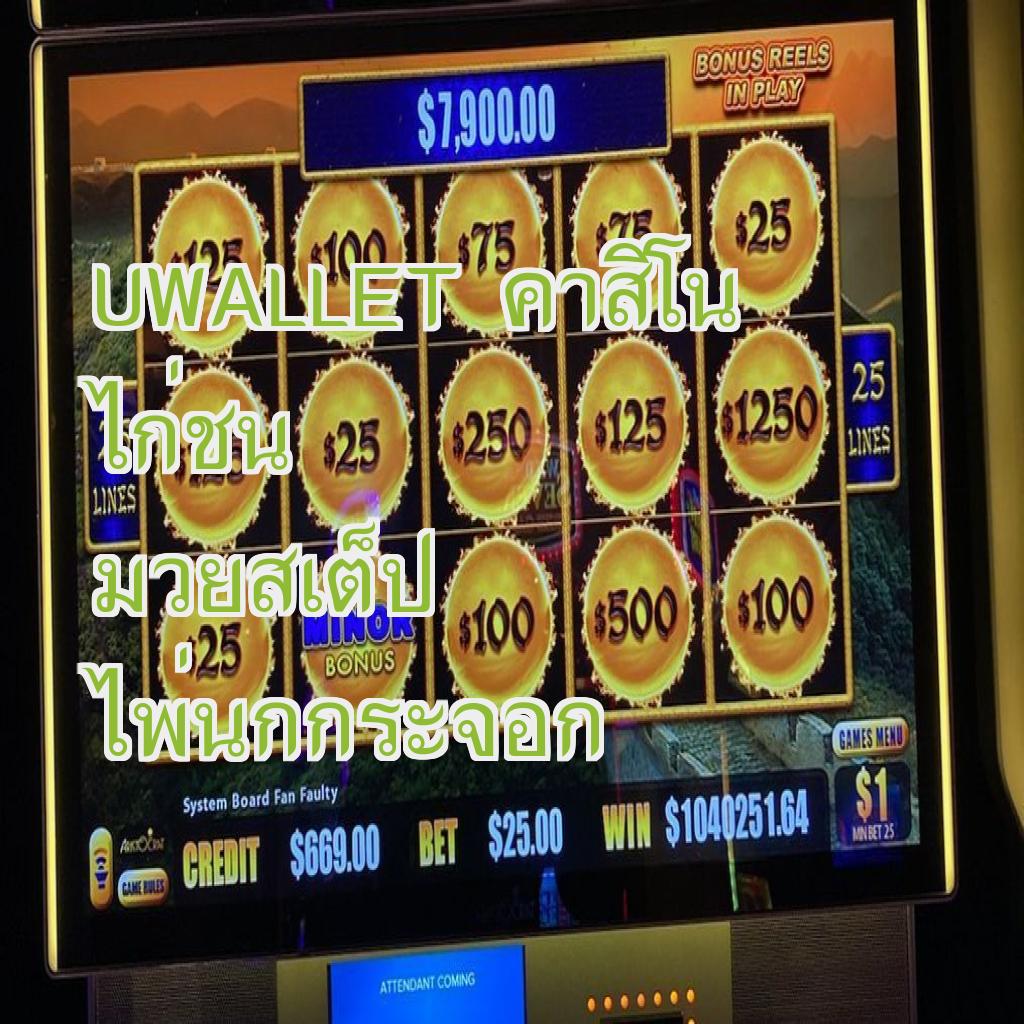 BONUS REELS
IN PLAY
$7,900.00
$125 $100 $75 $75 $25
UWALLET คาสิโน
ไก่ชน
$25 $250 $125 $1250
25
LINES
LINES
มวยสเต็ป
$25 MINOR BONUS $100 $500 $100
ไพ่นกกระจอก
GAMES MENU
System Board Fan Faulty
$1
MIN BET 25
ARISTOCRAT
GAME RULES
CREDIT $669.00 BET $25.00 WIN $1040251.64
ATTENDANT COMING